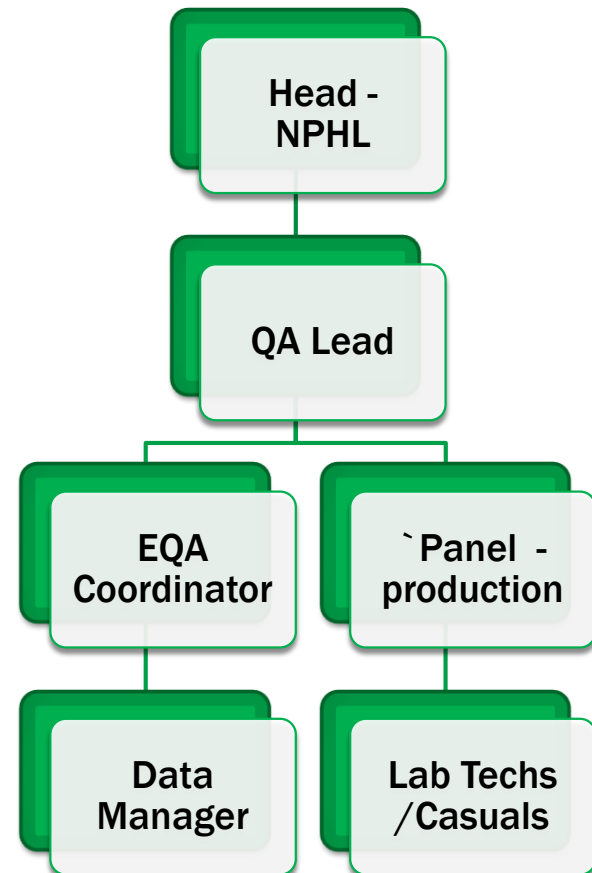 Head -
NPHL
QA Lead
EQA
Coordinator
`Panel -
production
Data
Manager
Lab Techs
/Casuals